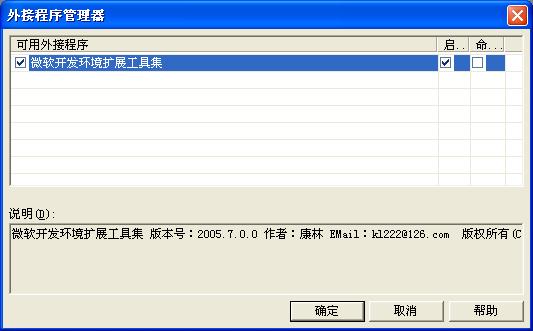 外接程序管理器
可用外接程序 启.. 命...
微软开发环境扩展工具集
说明(D):
微软开发环境扩展工具集 版本号：2005.7.0.0 作者：康林 EMail：kl222@126.com 版权所有(C
确定 取消 帮助